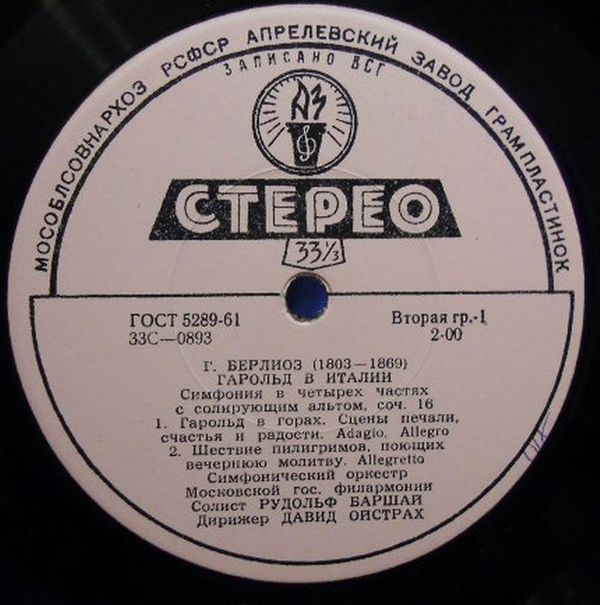 МОСОБЛСОВНАРХОЗ РСФСР АПРЕЛЕВСКИЙ ЗАВОД ГРАМПЛАСТИНОК
ЗАПИСАНО ВСГ
АЗ
СТЕРЕО
33⅓
ГОСТ 5289-61
Вторая гр.-1
33С—0893
2-00
Г. БЕРЛИОЗ (1803—1869)
ГАРОЛЬД В ИТАЛИИ
Симфония в четырех частях
с солирующим альтом, соч. 16
1. Гарольд в горах. Сцены печали,
счастья и радости. Adagio. Allegro
2. Шествие пилигримов, поющих
вечернюю молитву. Allegretto
Симфонический оркестр
Московской гос. филармонии
Солист РУДОЛЬФ БАРШАЙ
Дирижер ДАВИД ОЙСТРАХ